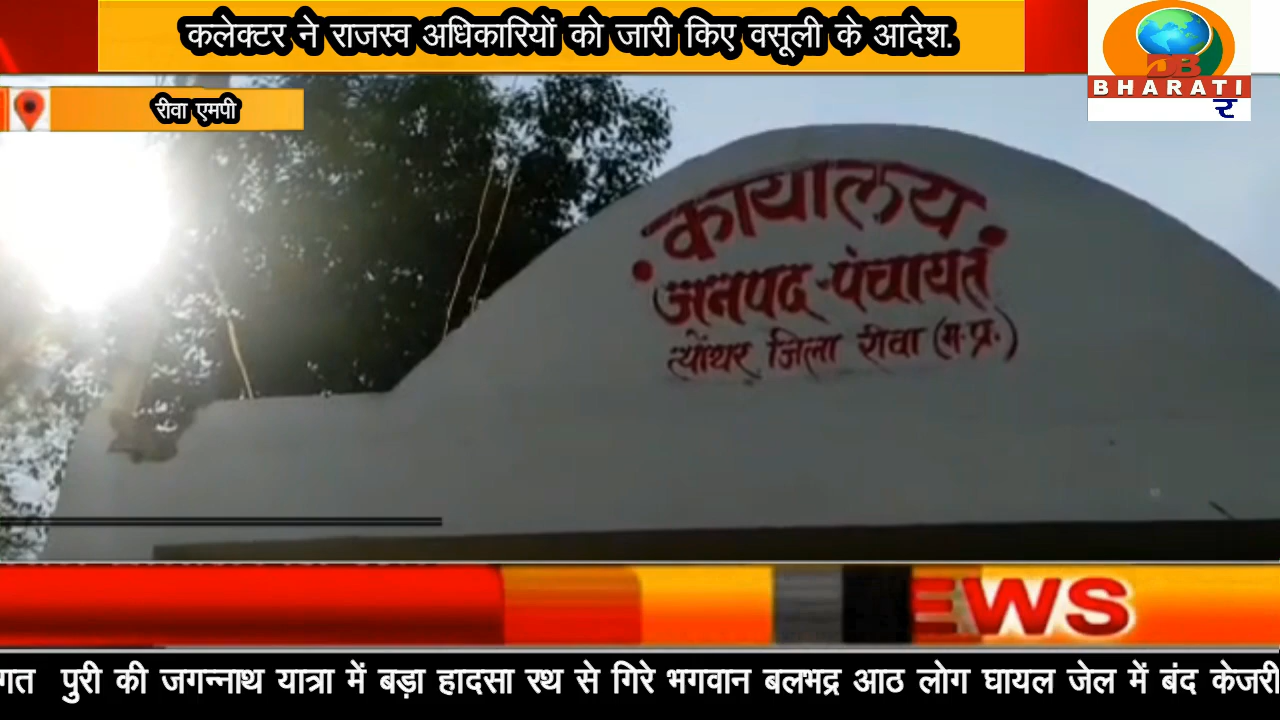 कलेक्टर ने राजस्व अधिकारियों को जारी किए वसूली के आदेश.
DB
BHARATI
र
रीवा एमपी
कायालय
जनपद-पंचायत
त्योंथर जिला रीवा (म.प्र.)
EWS
गत पुरी की जगन्नाथ यात्रा में बड़ा हादसा रथ से गिरे भगवान बलभद्र आठ लोग घायल जेल में बंद केजरी